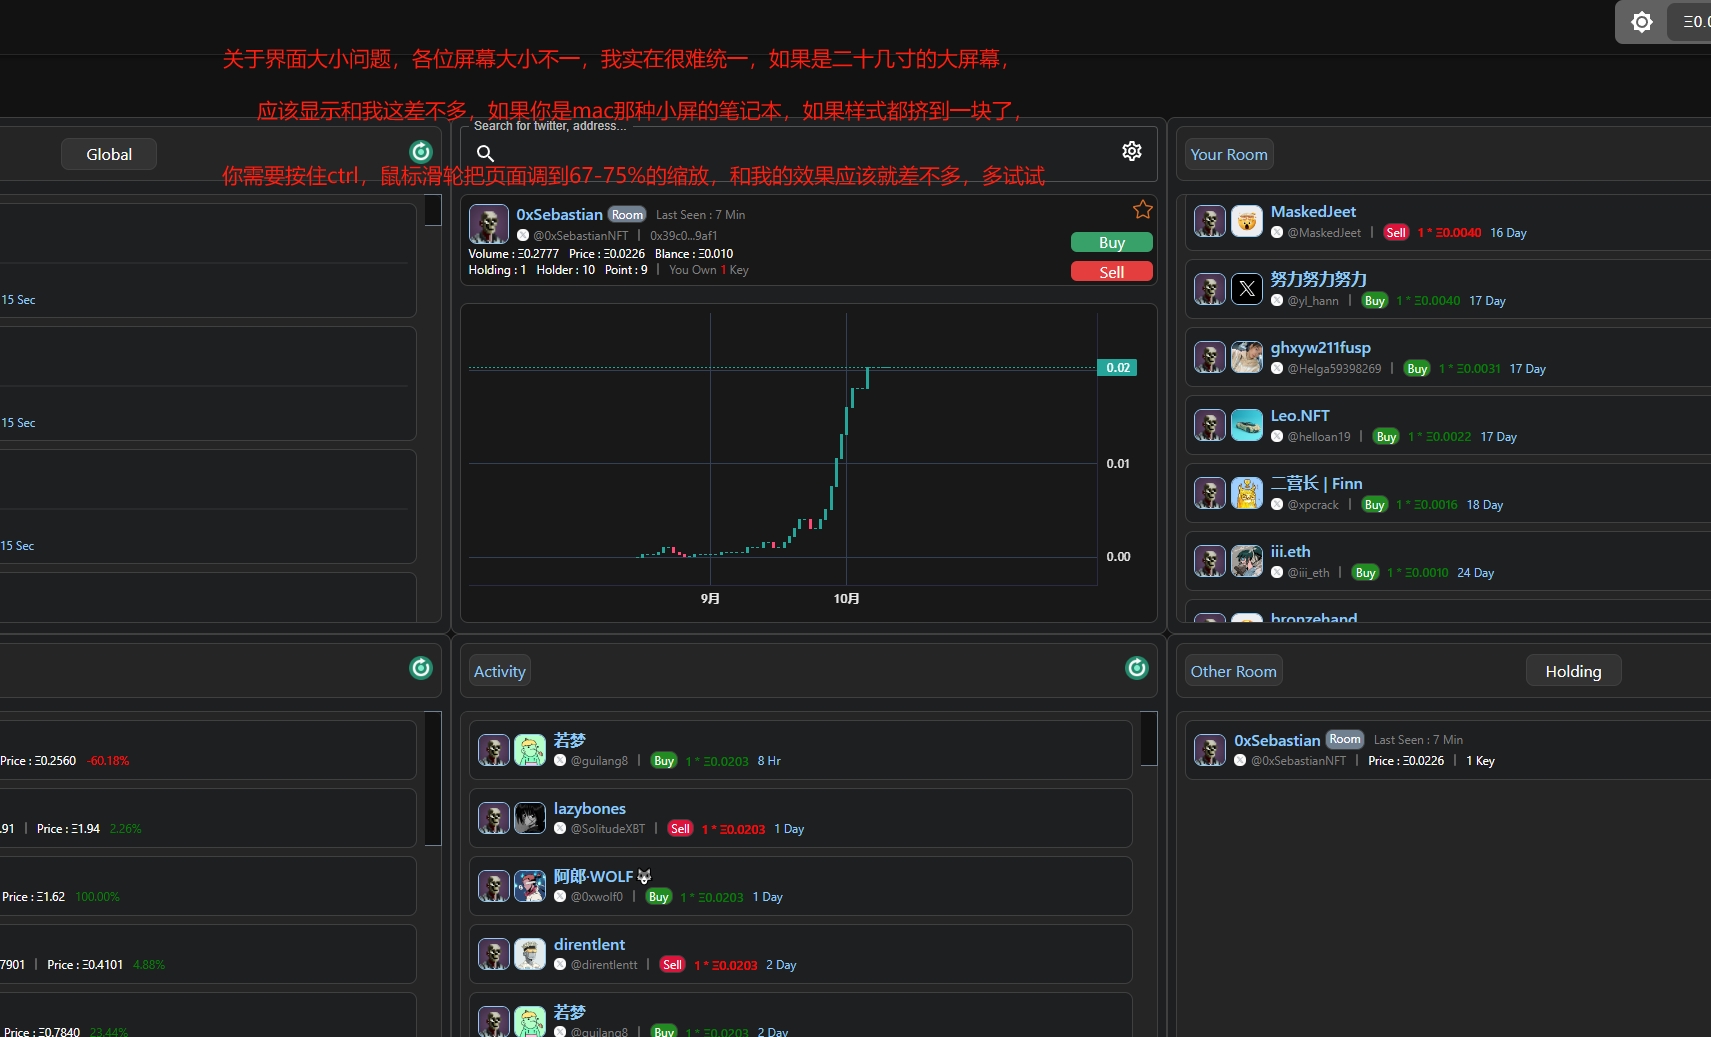 Ξ0.0
关于界面大小问题，各位屏幕大小不一，我实在很难统一，如果是二十几寸的大屏幕，
应该显示和我这差不多，如果你是mac那种小屏的笔记本，如果样式都挤到一块了，
你需要按住ctrl，鼠标滑轮把页面调到67-75%的缩放，和我的效果应该就差不多，多试试
Global
15 Sec
15 Sec
15 Sec
Search for twitter, address...
0xSebastian Room Last Seen : 7 Min
@0xSebastianNFT | 0x39c0...9af1
Volume : Ξ0.2777 Price : Ξ0.0226 Blance : Ξ0.010
Holding : 1 Holder : 10 Point : 9 | You Own 1 Key
Buy
Sell
0.02
0.01
0.00
9月 10月
Your Room
MaskedJeet
@MaskedJeet | Sell 1 * Ξ0.0040 16 Day
努力努力努力
@yl_hann | Buy 1 * Ξ0.0040 17 Day
ghxyw211fusp
@Helga59398269 | Buy 1 * Ξ0.0031 17 Day
Leo.NFT
@helloan19 | Buy 1 * Ξ0.0022 17 Day
二营长 | Finn
@xpcrack | Buy 1 * Ξ0.0016 18 Day
iii.eth
@iii_eth | Buy 1 * Ξ0.0010 24 Day
bronzehand
Price : Ξ0.2560 -60.18%
.91 | Price : Ξ1.94 2.26%
Price : Ξ1.62 100.00%
7901 | Price : Ξ0.4101 4.88%
Price : Ξ0.7840 23.44%
Activity
若梦
@guilang8 | Buy 1 * Ξ0.0203 8 Hr
lazybones
@SolitudeXBT | Sell 1 * Ξ0.0203 1 Day
阿郎·WOLF🐺
@0xwolf0 | Buy 1 * Ξ0.0203 1 Day
direntlent
@direntlentt | Sell 1 * Ξ0.0203 2 Day
若梦
@guilang8 | Buy 1 * Ξ0.0203 2 Day
Other Room
Holding
0xSebastian Room Last Seen : 7 Min
@0xSebastianNFT | Price : Ξ0.0226 | 1 Key